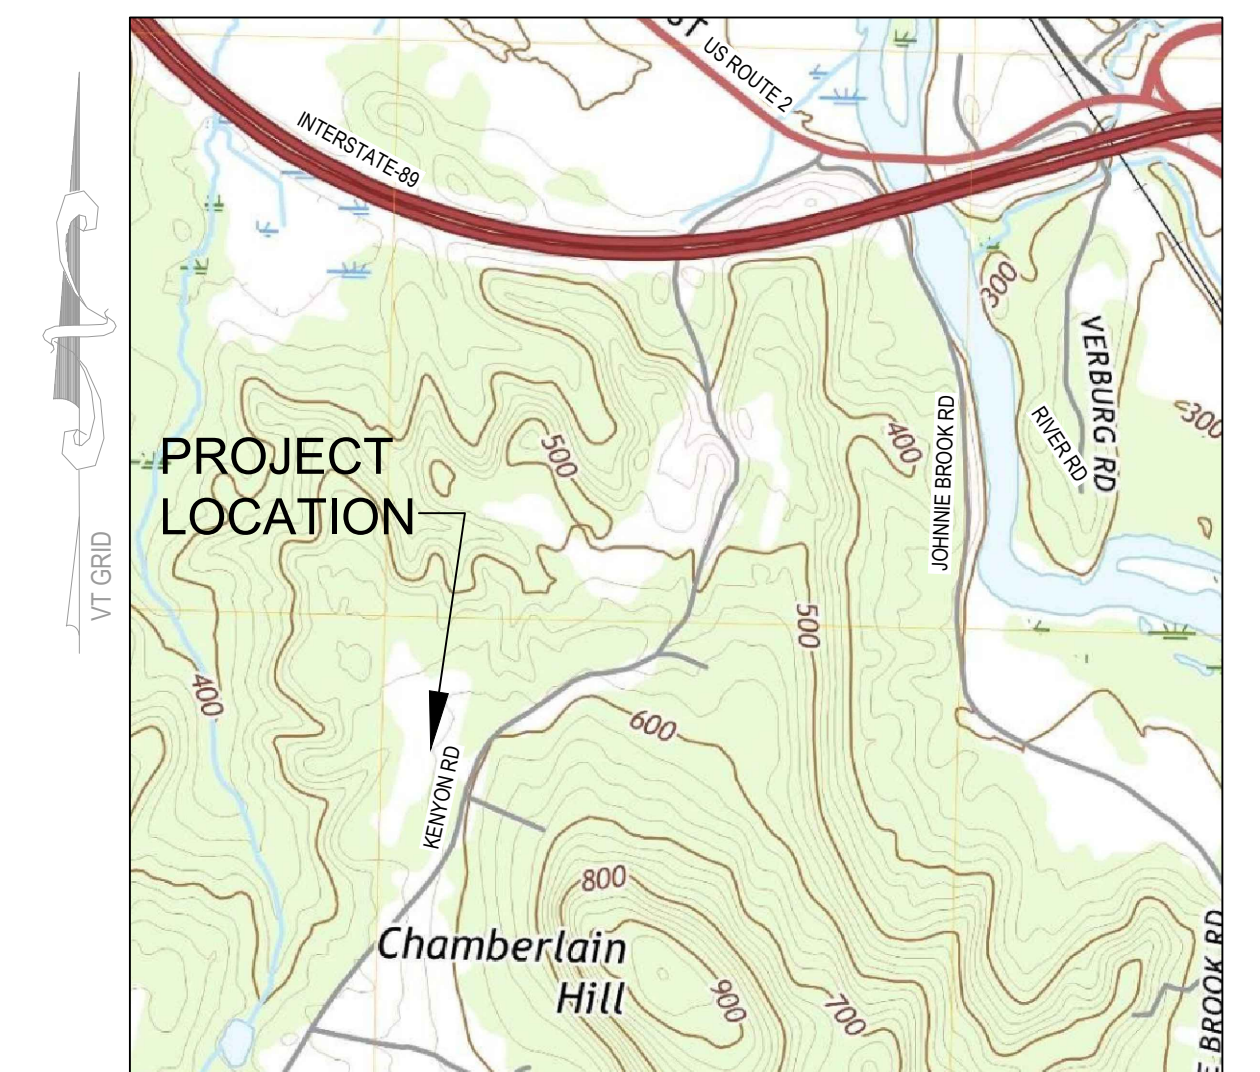 US ROUTE 2
INTERSTATE-89
300
VERBURG RD
RIVER RD
300
JOHNNIE BROOK RD
400
500
PROJECT
LOCATION
VT GRID
500
400
600
KENYON RD
800
Chamberlain
Hill
900
700
BROOK RD